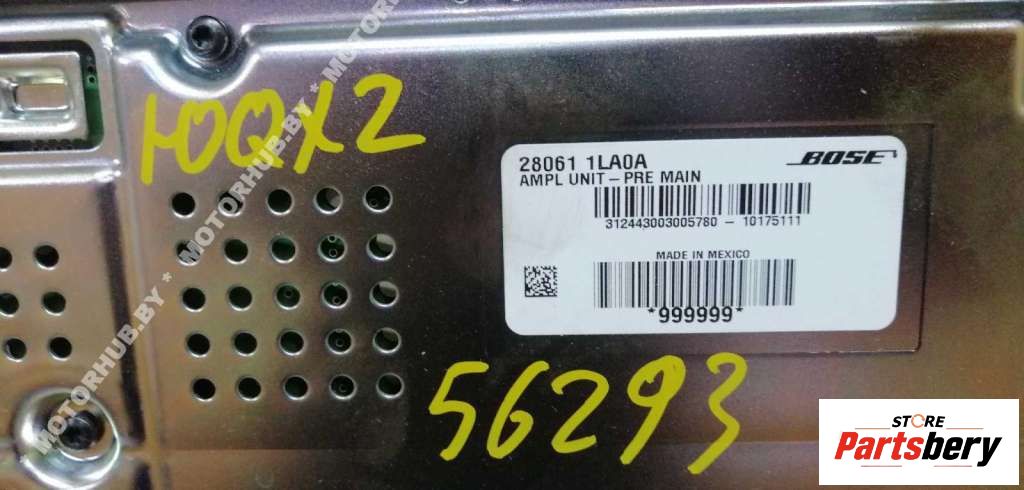 ЮQX2
28061 1LA0A
BOSE
AMPL UNIT – PRE MAIN
312443003005780 – 10175111
MADE IN MEXICO
*999999*
56293
* MOTORHUB.BY * MOTORHUB.BY * MOTORHUB.BY
STORE
Partsbery